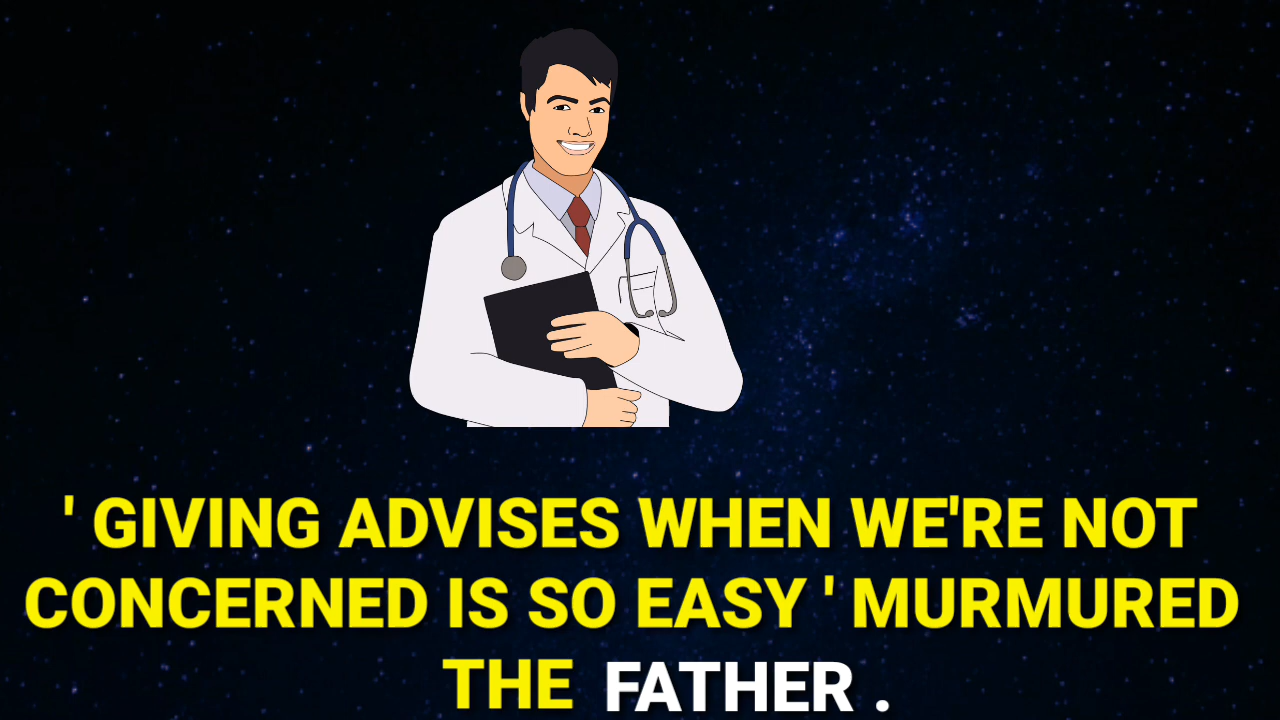 ' GIVING ADVISES WHEN WE'RE NOT
CONCERNED IS SO EASY ' MURMURED
THE FATHER .